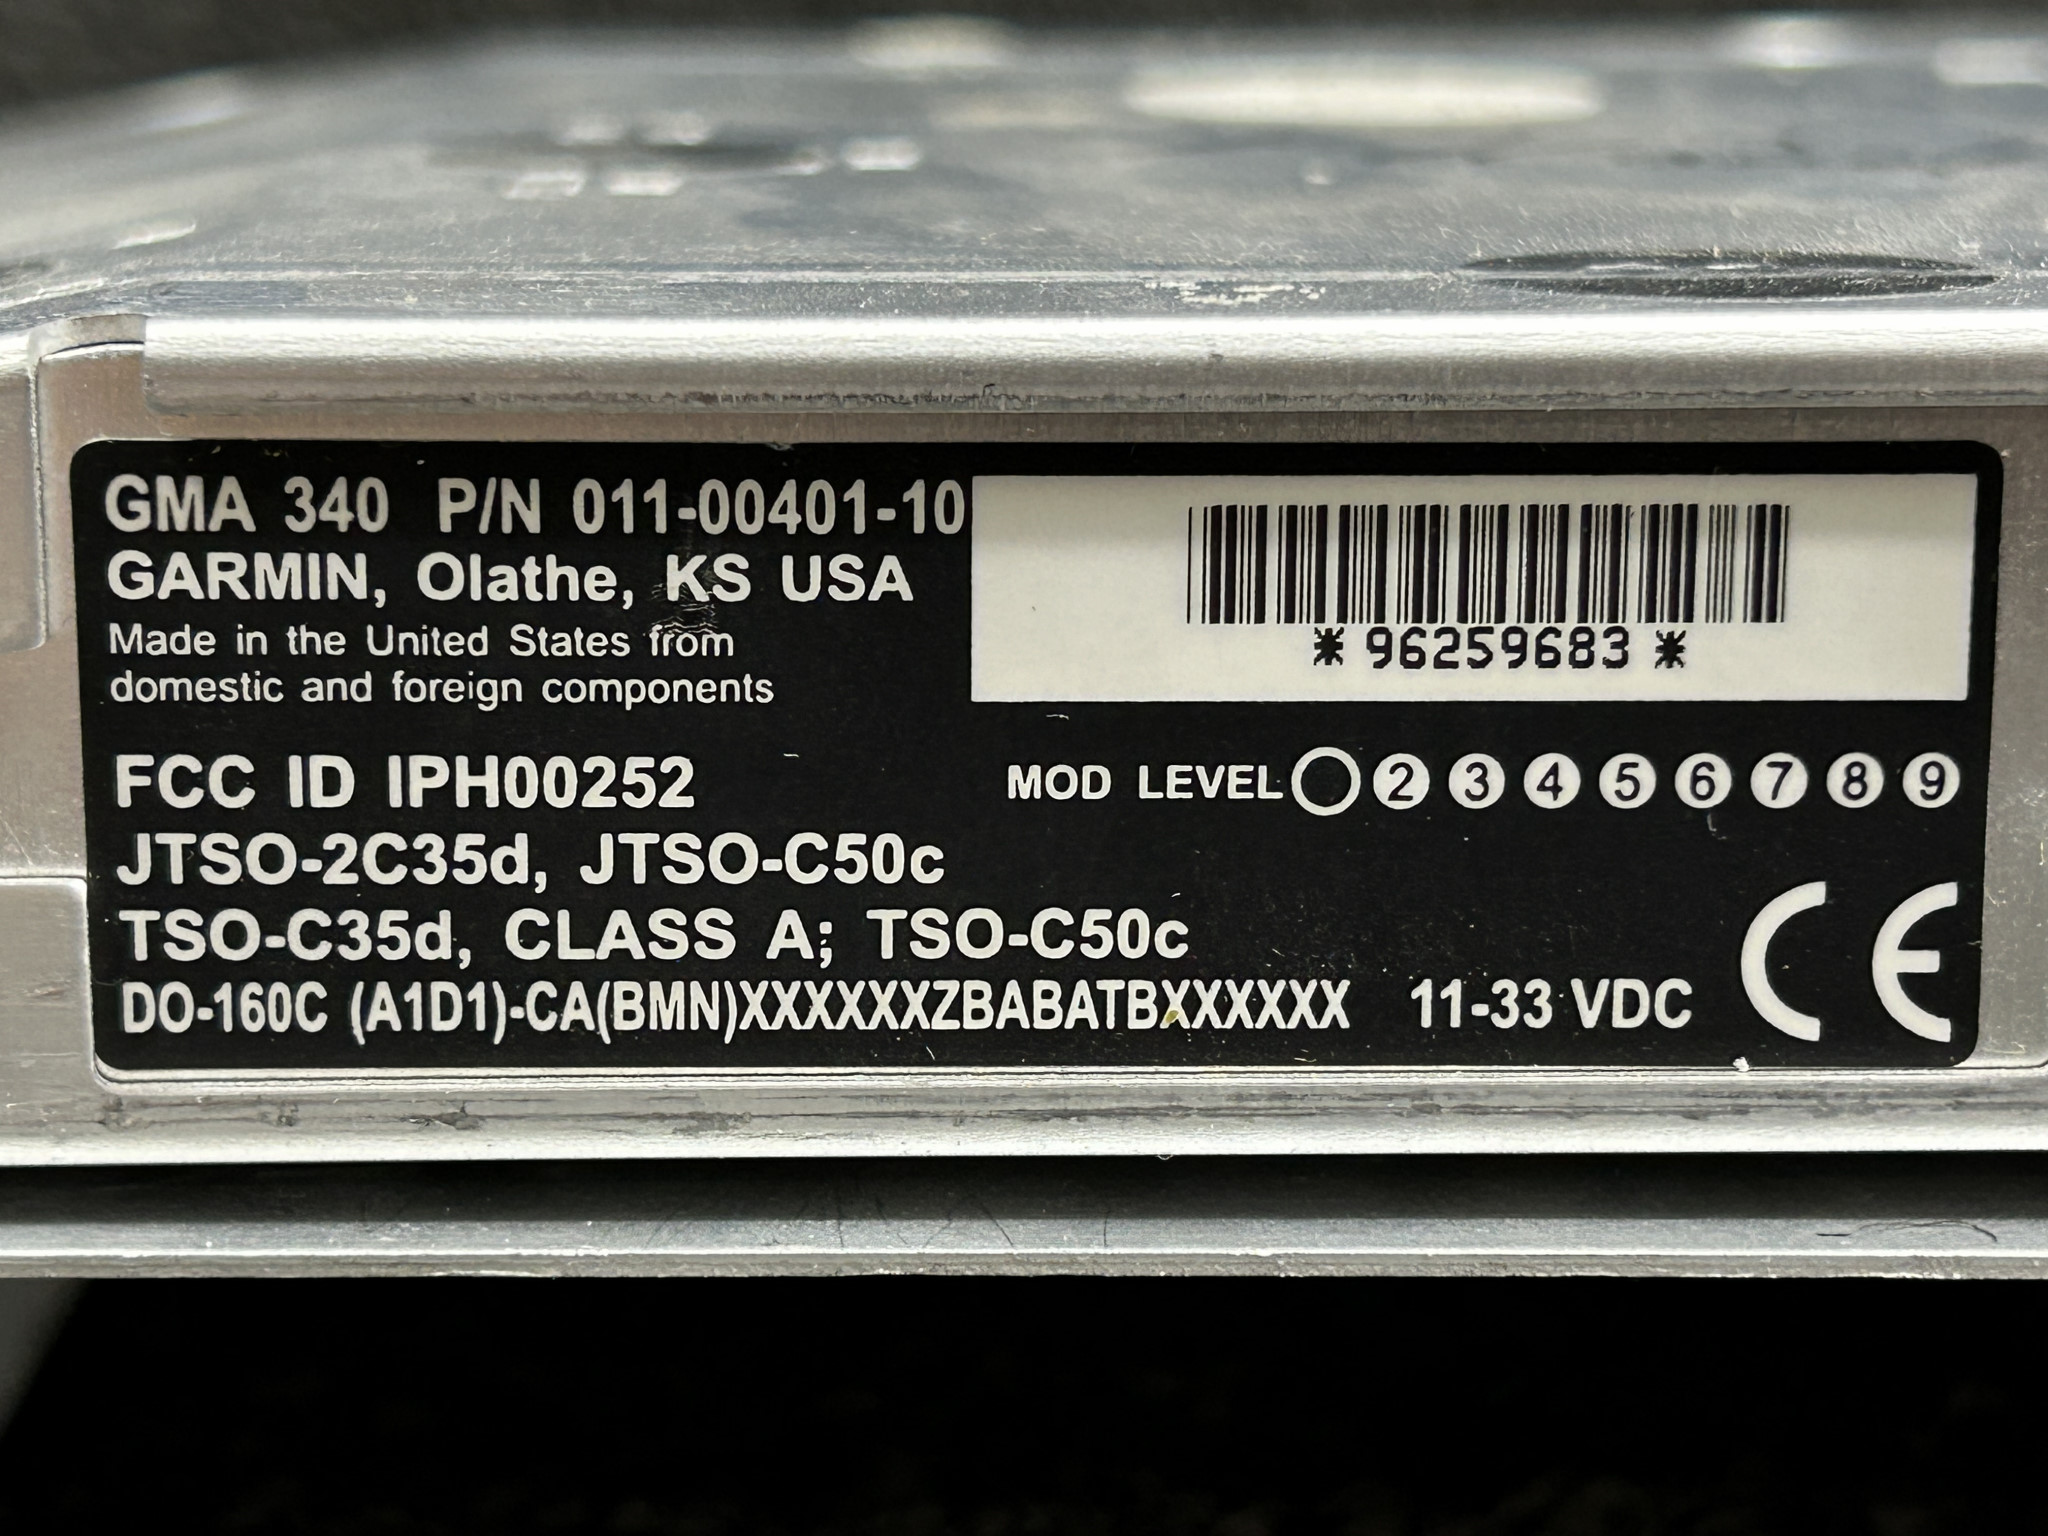 GMA 340 P/N 011-00401-10
GARMIN, Olathe, KS USA
Made in the United States from
domestic and foreign components
*96259683*
FCC ID IPH00252
MOD LEVEL 2 3 4 5 6 7 8 9
JTSO-2C35d, JTSO-C50c
TSO-C35d, CLASS A; TSO-C50c
DO-160C (A1D1)-CA(BMN)XXXXXXZBABATBXXXXXX 11-33 VDC
CE